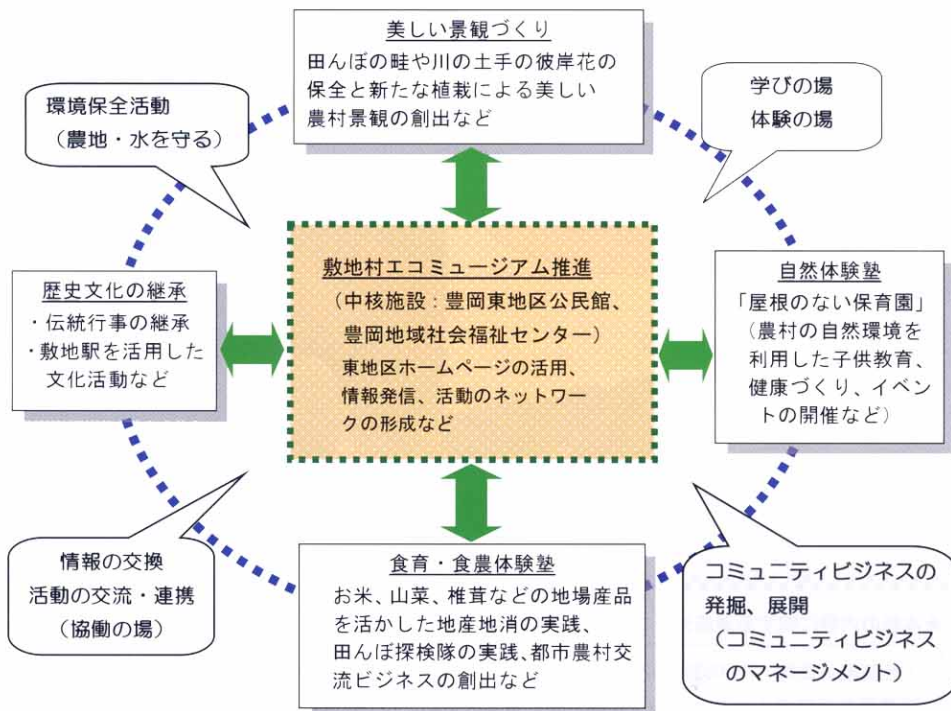 美しい景観づくり
田んぼの畦や川の土手の彼岸花の
保全と新たな植栽による美しい
農村景観の創出など
環境保全活動
（農地・水を守る）
学びの場
体験の場
敷地村エコミュージアム推進
（中核施設：豊岡東地区公民館、
豊岡地域社会福祉センター）
東地区ホームページの活用、
情報発信、活動のネットワー
クの形成など
歴史文化の継承
・伝統行事の継承
・敷地駅を活用した
文化活動など
自然体験塾
「屋根のない保育園」
（農村の自然環境を
利用した子供教育、
健康づくり、イベン
トの開催など）
情報の交換
活動の交流・連携
（協働の場）
食育・食農体験塾
お米、山菜、椎茸などの地場産品
を活かした地産地消の実践、
田んぼ探検隊の実践、都市農村交
流ビジネスの創出など
コミュニティビジネスの
発掘、展開
（コミュニティビジネス
のマネージメント）